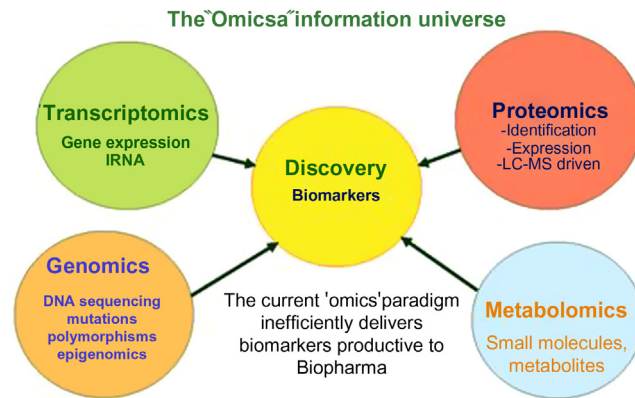 The "Omicsa" information universe
Transcriptomics
Gene expression
IRNA
Proteomics
-Identification
-Expression
-LC-MS driven
Discovery
Biomarkers
Genomics
DNA sequencing
mutations
polymorphisms
epigenomics
The current 'omics'paradigm
inefficiently delivers
biomarkers productive to
Biopharma
Metabolomics
Small molecules,
metabolites